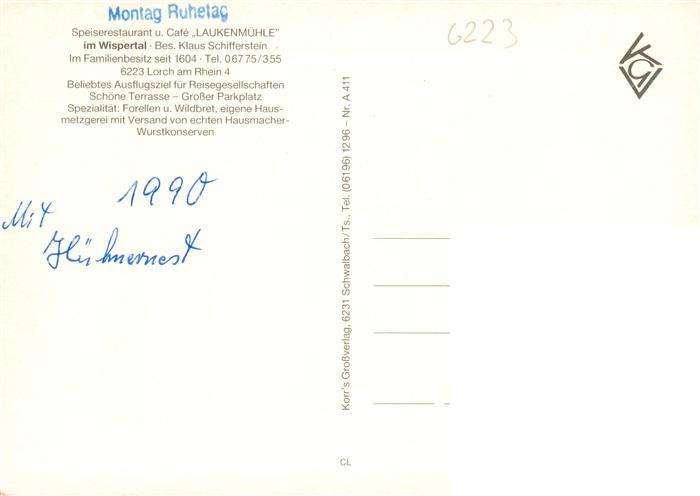 Montag Ruhetag
Speiserestaurant u. Café „LAUKENMÜHLE"
im Wispertal · Bes. Klaus Schifferstein
Im Familienbesitz seit 1604 · Tel. 06775/355
6223 Lorch am Rhein 4
Beliebtes Ausflugsziel für Reisegesellschaften
Schöne Terrasse – Großer Parkplatz
Spezialität: Forellen u. Wildbret, eigene Haus-
metzgerei mit Versand von echten Hausmacher-
Wurstkonserven
1990
Mit
Hühnernest
Korr's Großverlag, 6231 Schwalbach/Ts., Tel. (06196) 1296 – Nr. A 411
CL
6223
KGV